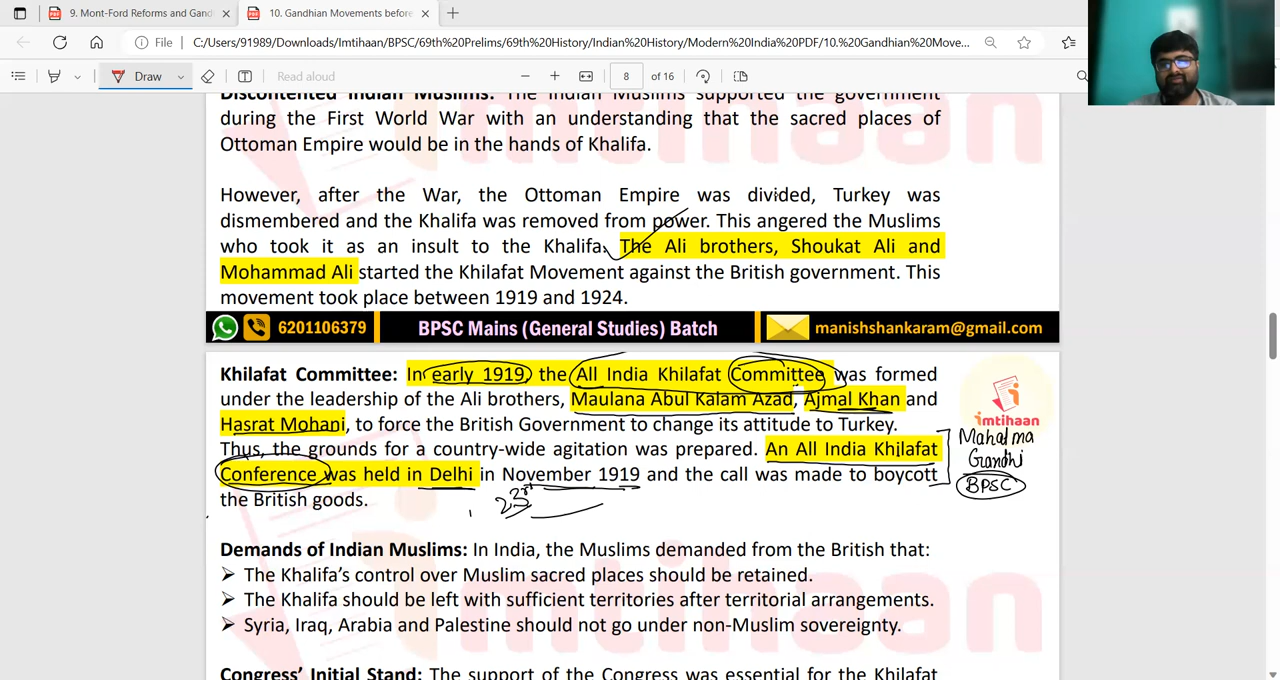 9. Mont-Ford Reforms and Gand
10. Gandhian Movements before
File
C:/Users/91989/Downloads/Imtihaan/BPSC/69th%20Prelims/69th%20History/Indian%20History/Modern%20India%20PDF/10.%20Gandhian%20Move...
Draw
Read aloud
8 of 16
Discontented Indian Muslims: The Indian Muslims supported the government
during the First World War with an understanding that the sacred places of
Ottoman Empire would be in the hands of Khalifa.
However, after the War, the Ottoman Empire was divided, Turkey was
dismembered and the Khalifa was removed from power. This angered the Muslims
who took it as an insult to the Khalifa. The Ali brothers, Shoukat Ali and
Mohammad Ali started the Khilafat Movement against the British government. This
movement took place between 1919 and 1924.
6201106379 BPSC Mains (General Studies) Batch manishshankaram@gmail.com
Khilafat Committee: In early 1919, the All India Khilafat Committee was formed
under the leadership of the Ali brothers, Maulana Abul Kalam Azad, Ajmal Khan and
Hasrat Mohani, to force the British Government to change its attitude to Turkey.
Thus, the grounds for a country-wide agitation was prepared. An All India Khilafat
Conference was held in Delhi in November 1919 and the call was made to boycott
the British goods.
imtihaan
Mahatma
Gandhi
BPSC
23rd
Demands of Indian Muslims: In India, the Muslims demanded from the British that:
➢ The Khalifa's control over Muslim sacred places should be retained.
➢ The Khalifa should be left with sufficient territories after territorial arrangements.
➢ Syria, Iraq, Arabia and Palestine should not go under non-Muslim sovereignty.
Congress' Initial Stand: The support of the Congress was essential for the Khilafat
imtihaan
imtihaan